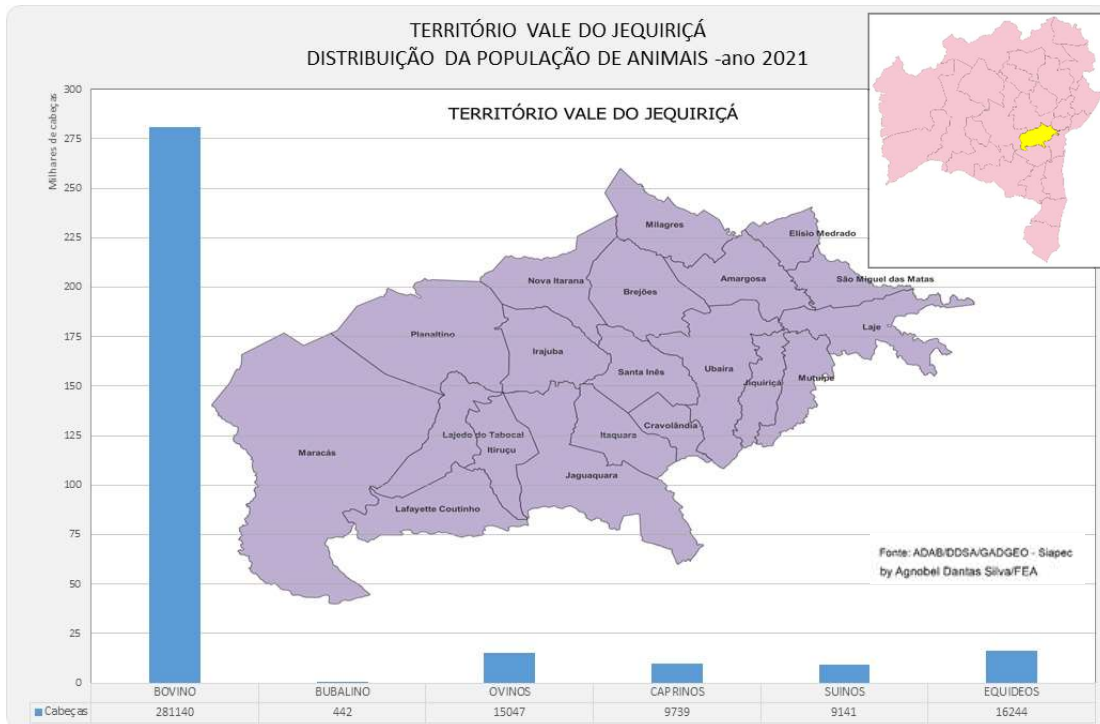 TERRITÓRIO VALE DO JEQUIRIÇÁ
DISTRIBUIÇÃO DA POPULAÇÃO DE ANIMAIS -ano 2021
TERRITÓRIO VALE DO JEQUIRIÇÁ
Milhares de cabeças
300
275
250
225
200
175
150
125
100
75
50
25
0
Milagres
Elísio Medrado
Nova Itarana
Brejões
Amargosa
São Miguel das Matas
Planaltino
Irajuba
Laje
Santa Inês
Ubaira
Jiquiriçá
Mutuípe
Cravolândia
Lajedo do Tabocal
Itaquara
Itiruçu
Maracás
Jaguaquara
Lafayette Coutinho
Fonte: ADAB/DDSA/GADGEO - Siapec
by Agnobel Dantas Silva/FEA
BOVINO BUBALINO OVINOS CAPRINOS SUINOS EQUIDEOS
Cabeças 281140 442 15047 9739 9141 16244